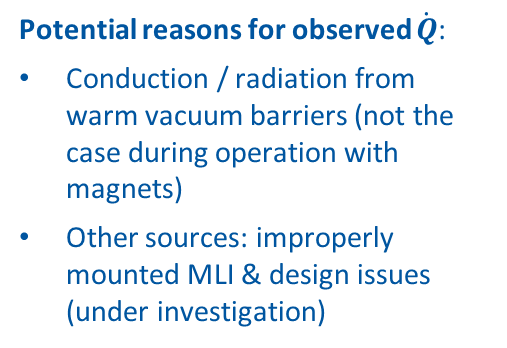 Potential reasons for observed Q̇:
• Conduction / radiation from
warm vacuum barriers (not the
case during operation with
magnets)
• Other sources: improperly
mounted MLI & design issues
(under investigation)